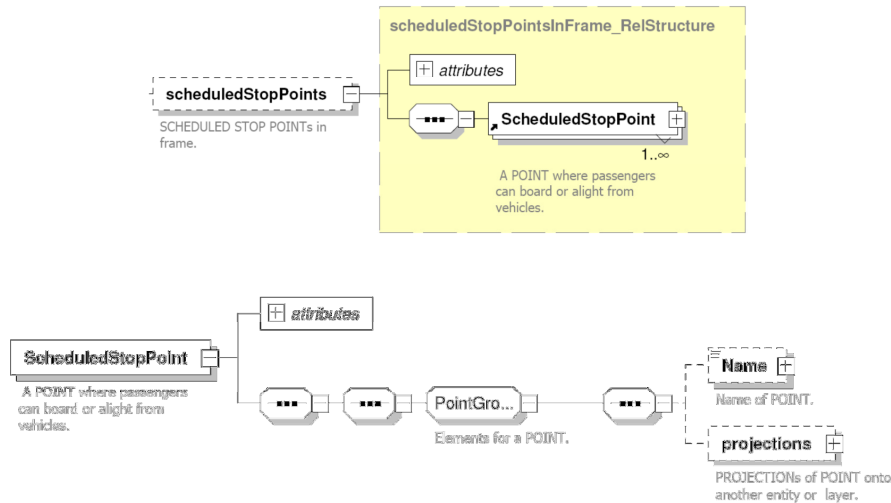 scheduledStopPointsInFrame_RelStructure
attributes
scheduledStopPoints
SCHEDULED STOP POINTs in
frame.
ScheduledStopPoint
1..∞
A POINT where passengers
can board or alight from
vehicles.
attributes
ScheduledStopPoint
A POINT where passengers
can board or alight from
vehicles.
PointGro...
Elements for a POINT.
Name
Name of POINT.
projections
PROJECTIONs of POINT onto
another entity or layer.